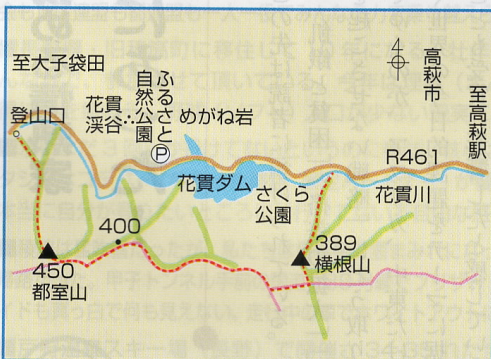 至大子袋田
登山口
花貫渓谷
ふるさと自然公園
めがね岩
P
高萩市
至高萩駅
R461
花貫ダム
さくら公園
花貫川
400
450
都室山
389
横根山